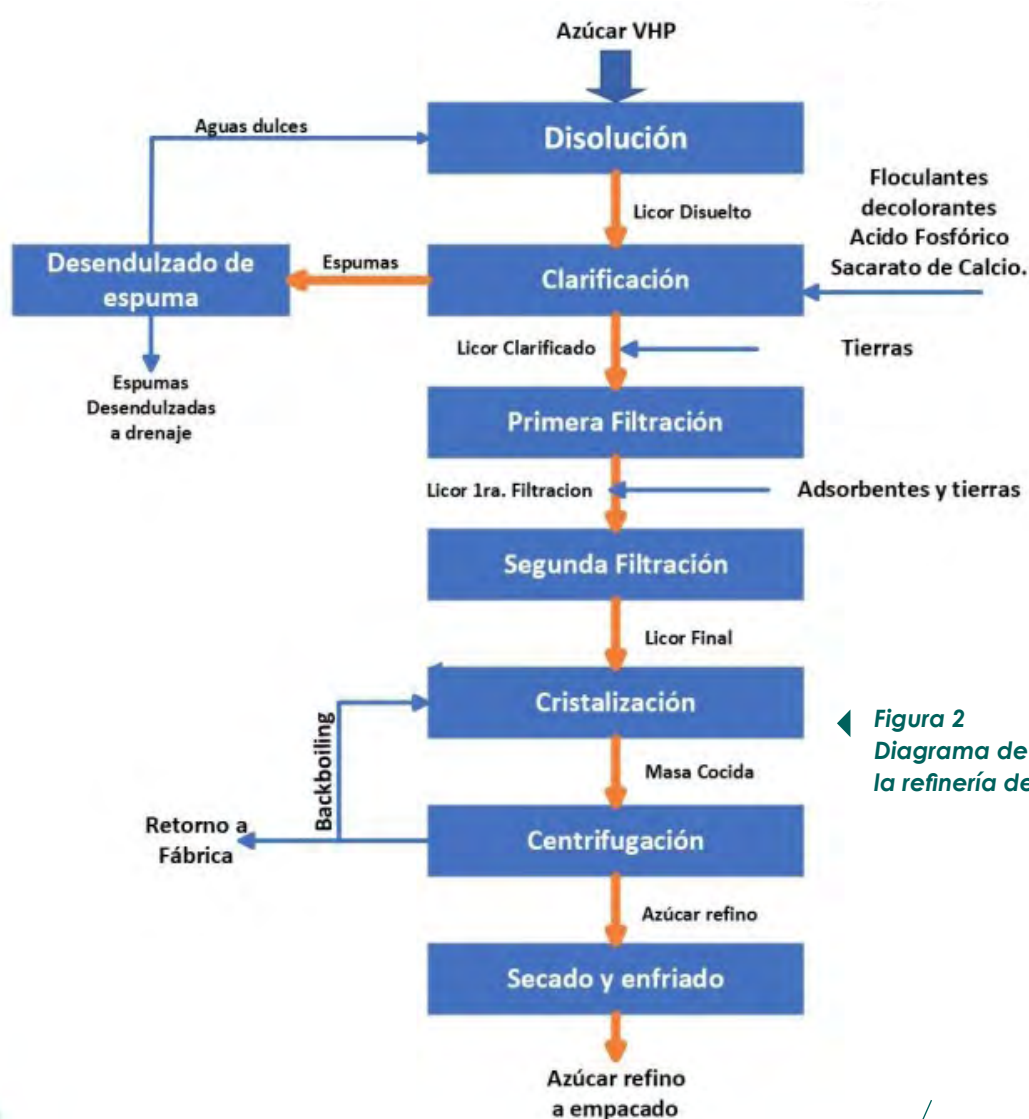 Azúcar VHP
Aguas dulces
Disolución
Floculantes
decolorantes
Acido Fosfórico
Sacarato de Calcio.
Licor Disuelto
Desendulzado de
espuma
Espumas
Clarificación
Licor Clarificado
Tierras
Espumas
Desendulzadas
a drenaje
Primera Filtración
Licor 1ra. Filtracion
Adsorbentes y tierras
Segunda Filtración
Licor Final
Cristalización
Backboiling
Figura 2
Diagrama de
la refinería de
Masa Cocida
Retorno a
Fábrica
Centrifugación
Azúcar refino
Secado y enfriado
Azúcar refino
a empacado